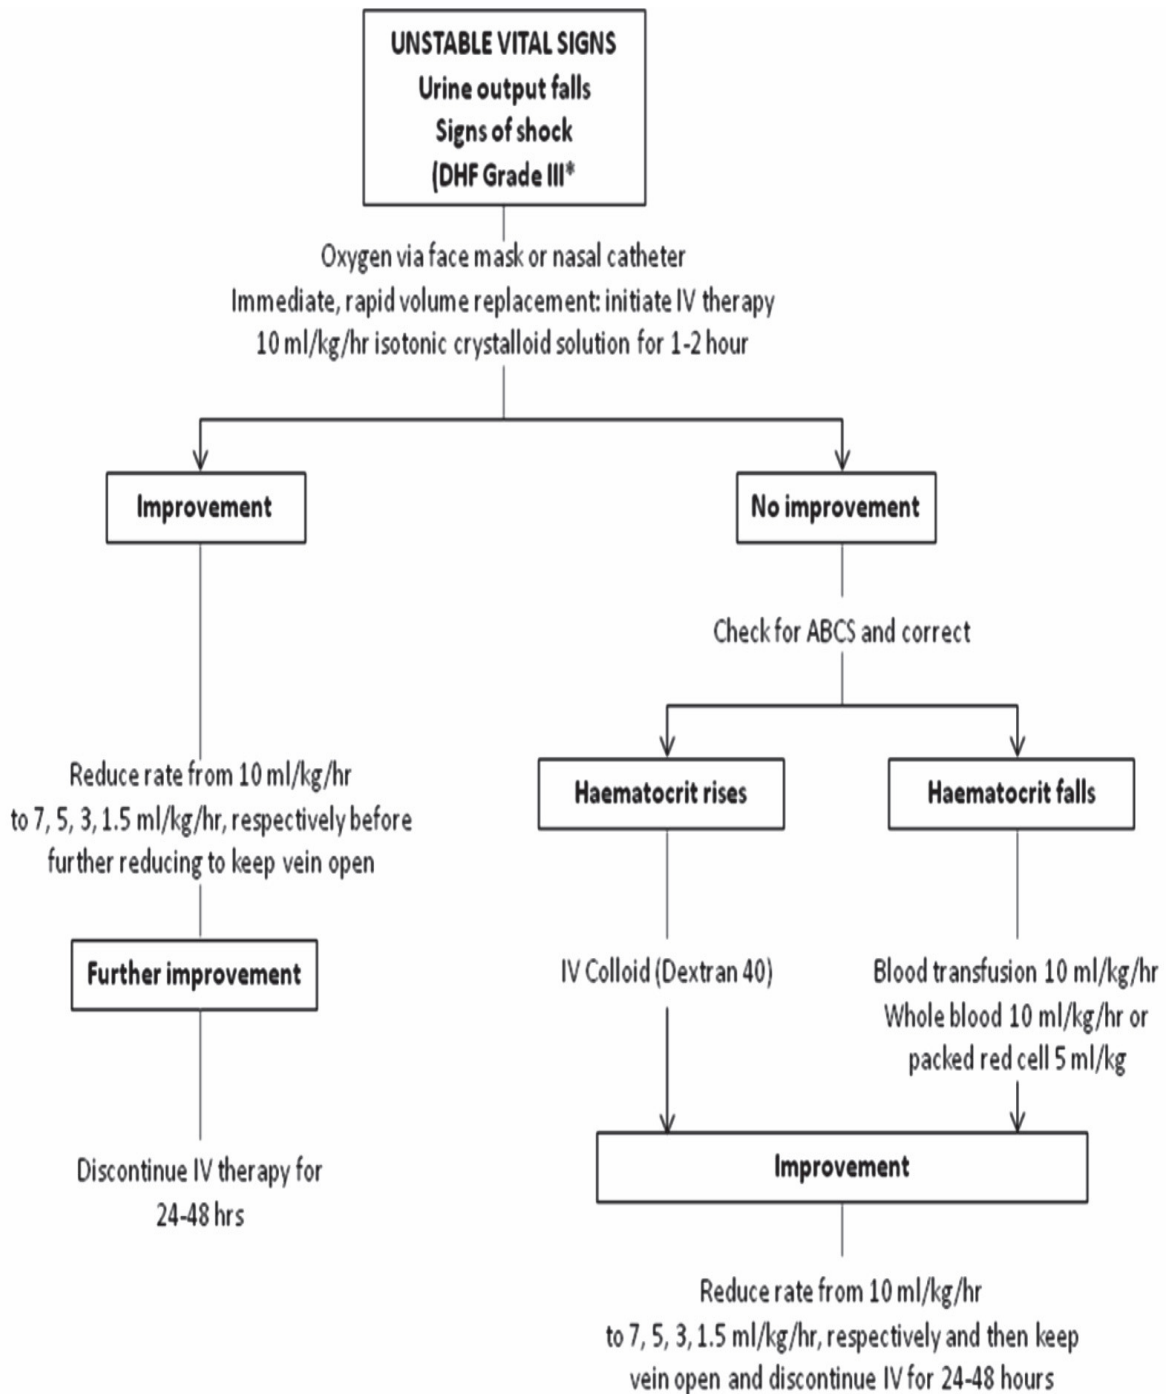 UNSTABLE VITAL SIGNS
Urine output falls
Signs of shock
(DHF Grade III*
Oxygen via face mask or nasal catheter
Immediate, rapid volume replacement: initiate IV therapy
10 ml/kg/hr isotonic crystalloid solution for 1-2 hour
Improvement
No improvement
Check for ABCS and correct
Haematocrit rises
Haematocrit falls
Reduce rate from 10 ml/kg/hr
to 7, 5, 3, 1.5 ml/kg/hr, respectively before
further reducing to keep vein open
Further improvement
IV Colloid (Dextran 40)
Blood transfusion 10 ml/kg/hr
Whole blood 10 ml/kg/hr or
packed red cell 5 ml/kg
Discontinue IV therapy for
24-48 hrs
Improvement
Reduce rate from 10 ml/kg/hr
to 7, 5, 3, 1.5 ml/kg/hr, respectively and then keep
vein open and discontinue IV for 24-48 hours